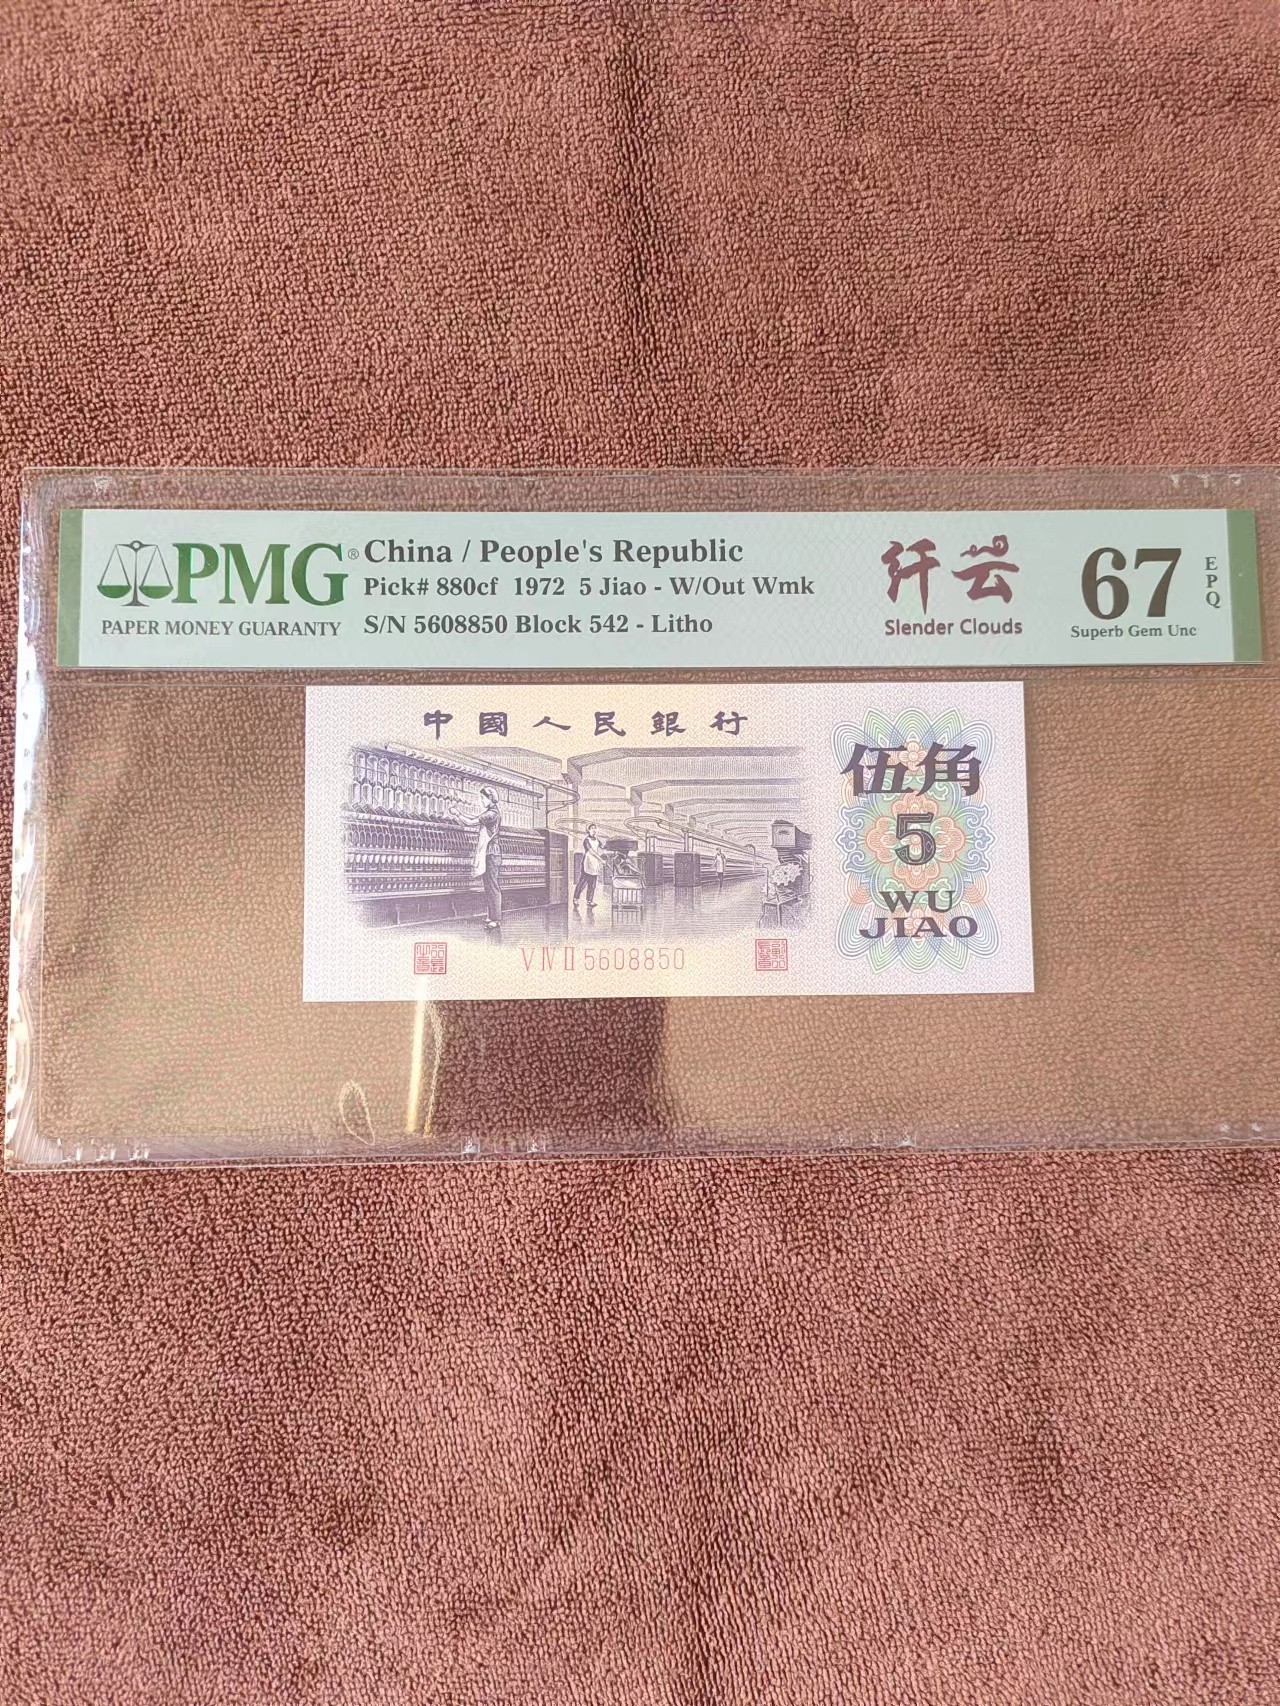 PMG®
PAPER MONEY GUARANTY
China / People's Republic
Pick# 880cf 1972 5 Jiao - W/Out Wmk
S/N 5608850 Block 542 - Litho
纤云
Slender Clouds
67
Superb Gem Unc
EPQ
中國人民銀行
伍角
5
WU
JIAO
V IV II 5608850